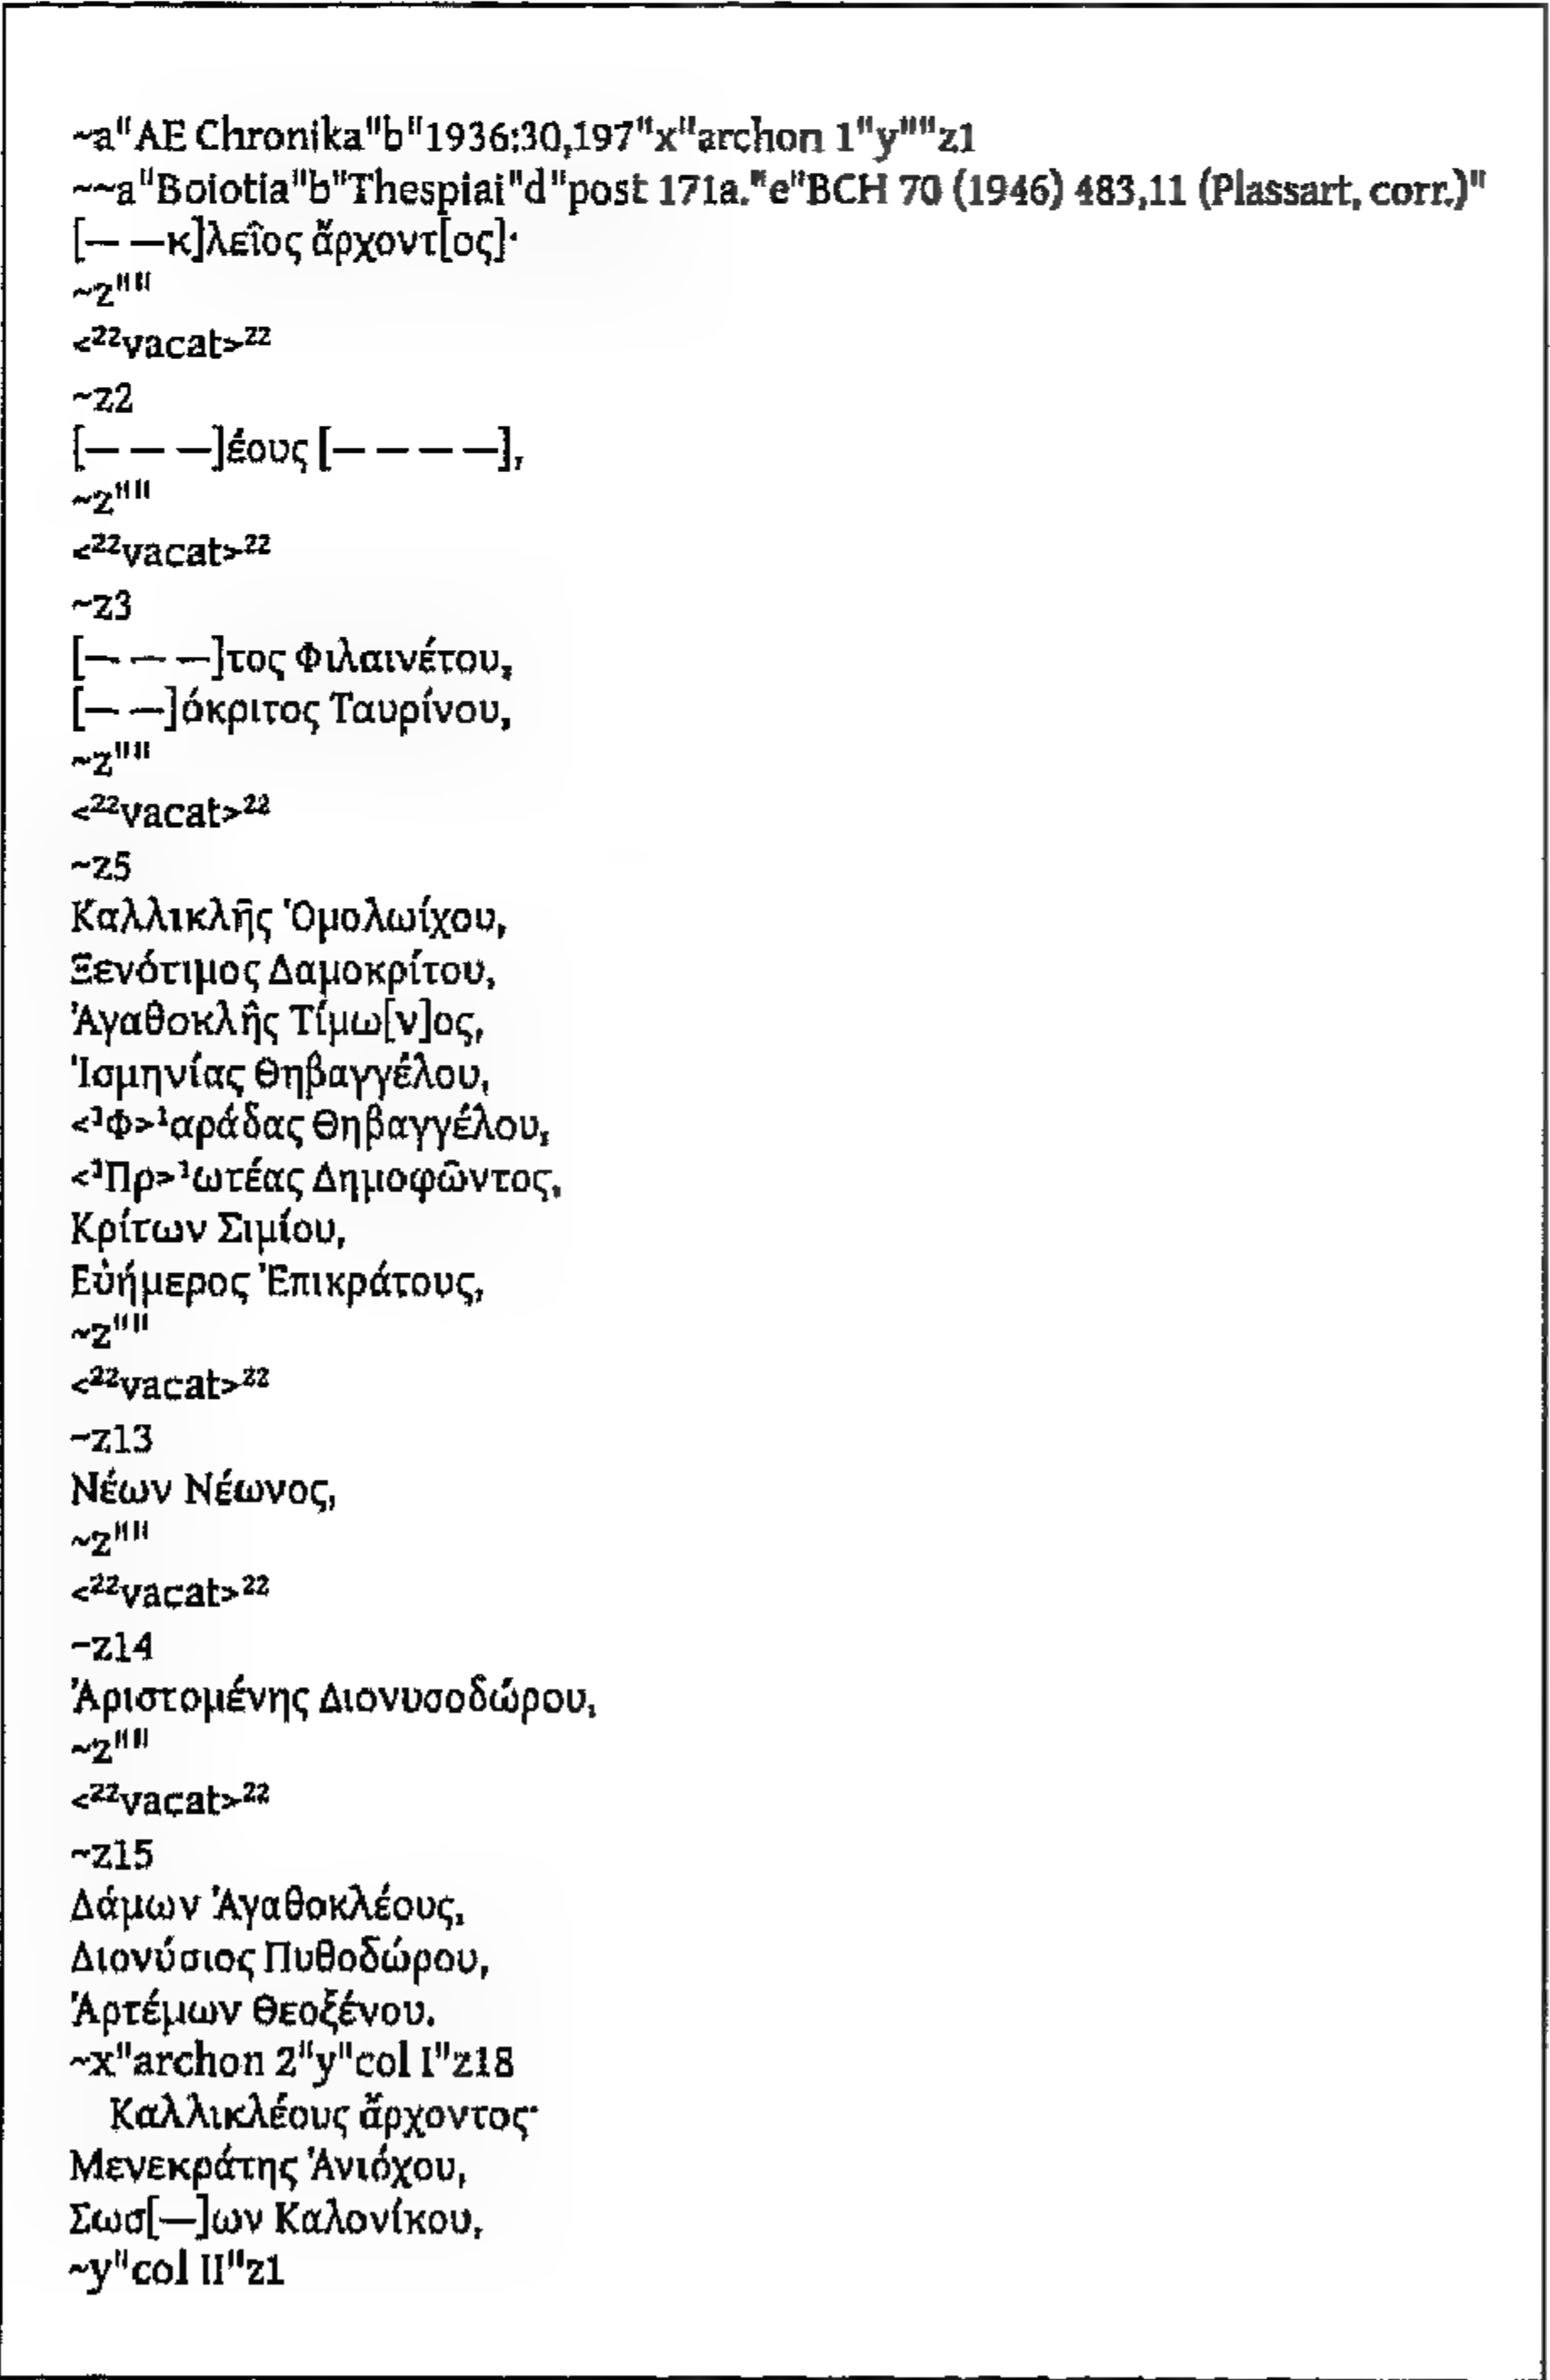 ~a"AE Chronika"b"1936:30,197"x"archon 1"y""z1
~~a"Boiotia"b"Thespiai"d"post 171a."e"BCH 70 (1946) 483,11 (Plassart, corr.)"
[— —κ]λεῖος ἄρχοντ[ος]·
~z""
<²²vacat>²²
~z2
[— — —]έους [— — — —],
~z""
<²²vacat>²²
~z3
[— — —]τος Φιλαινέτου,
[— —]όκριτος Ταυρίνου,
~z""
<²²vacat>²²
~z5
Καλλικλῆς Ὁμολωίχου,
Ξενότιμος Δαμοκρίτου,
Ἀγαθοκλῆς Τίμω[ν]ος,
Ἰσμηνίας Θηβαγγέλου,
<¹Φ>¹αράδας Θηβαγγέλου,
<¹Πρ>¹ωτέας Δημοφῶντος,
Κρίτων Σιμίου,
Εὐήμερος Ἐπικράτους,
~z""
<²²vacat>²²
~z13
Νέων Νέωνος,
~z""
<²²vacat>²²
~z14
Ἀριστομένης Διονυσοδώρου,
~z""
<²²vacat>²²
~z15
Δάμων Ἀγαθοκλέους,
Διονύσιος Πυθοδώρου,
Ἀρτέμων Θεοξένου.
~x"archon 2"y"col I"z18
Καλλικλέους ἄρχοντος·
Μενεκράτης Ἀνιόχου,
Σωσ[—]ων Καλονίκου,
~y"col II"z1